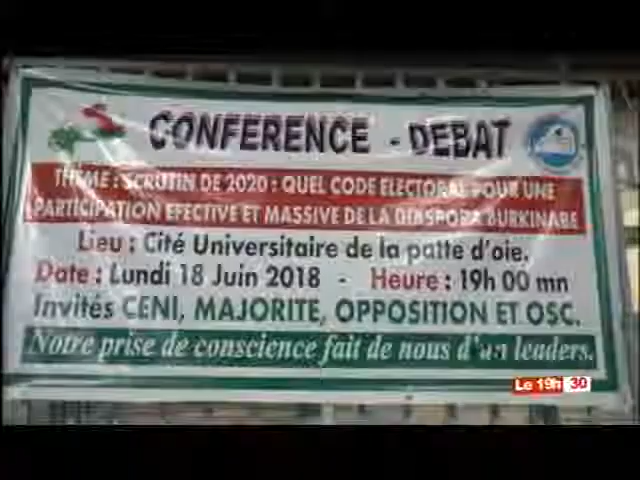 CONFERENCE - DEBAT
THEME : SCRUTIN DE 2020 : QUEL CODE ELECTORAL POUR UNE
PARTICIPATION EFECTIVE ET MASSIVE DE LA DIASPORA BURKINABE
Lieu : Cité Universitaire de la patte d'oie.
Date : Lundi 18 Juin 2018 - Heure : 19h 00 mn
Invités CENI, MAJORITE, OPPOSITION ET OSC.
Notre prise de conscience fait de nous d'un leaders.
Le 19h 30